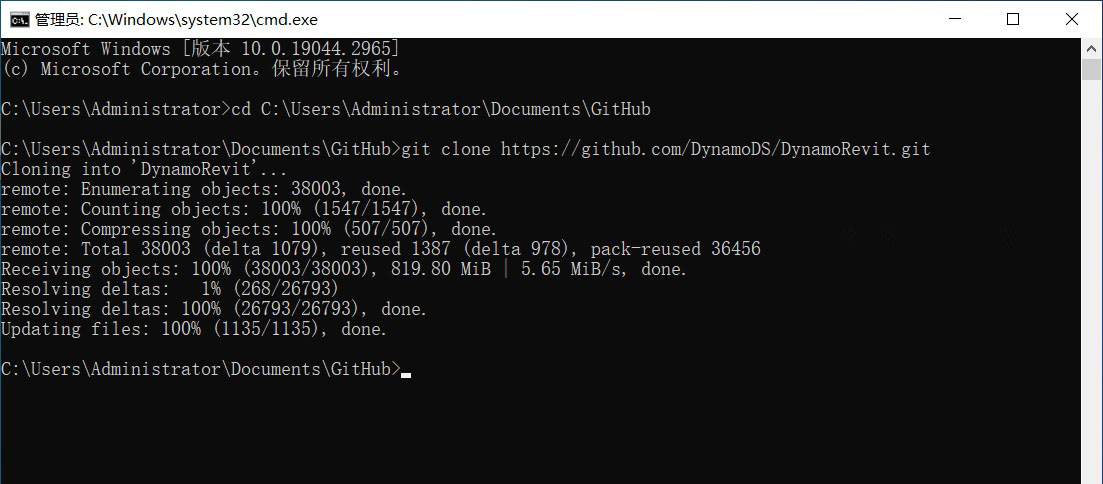 管理员: C:\Windows\system32\cmd.exe
Microsoft Windows [版本 10.0.19044.2965]
(c) Microsoft Corporation。保留所有权利。
C:\Users\Administrator>cd C:\Users\Administrator\Documents\GitHub
C:\Users\Administrator\Documents\GitHub>git clone https://github.com/DynamoDS/DynamoRevit.git
Cloning into 'DynamoRevit'...
remote: Enumerating objects: 38003, done.
remote: Counting objects: 100% (1547/1547), done.
remote: Compressing objects: 100% (507/507), done.
remote: Total 38003 (delta 1079), reused 1387 (delta 978), pack-reused 36456
Receiving objects: 100% (38003/38003), 819.80 MiB | 5.65 MiB/s, done.
Resolving deltas:   1% (268/26793)
Resolving deltas: 100% (26793/26793), done.
Updating files: 100% (1135/1135), done.
C:\Users\Administrator\Documents\GitHub>